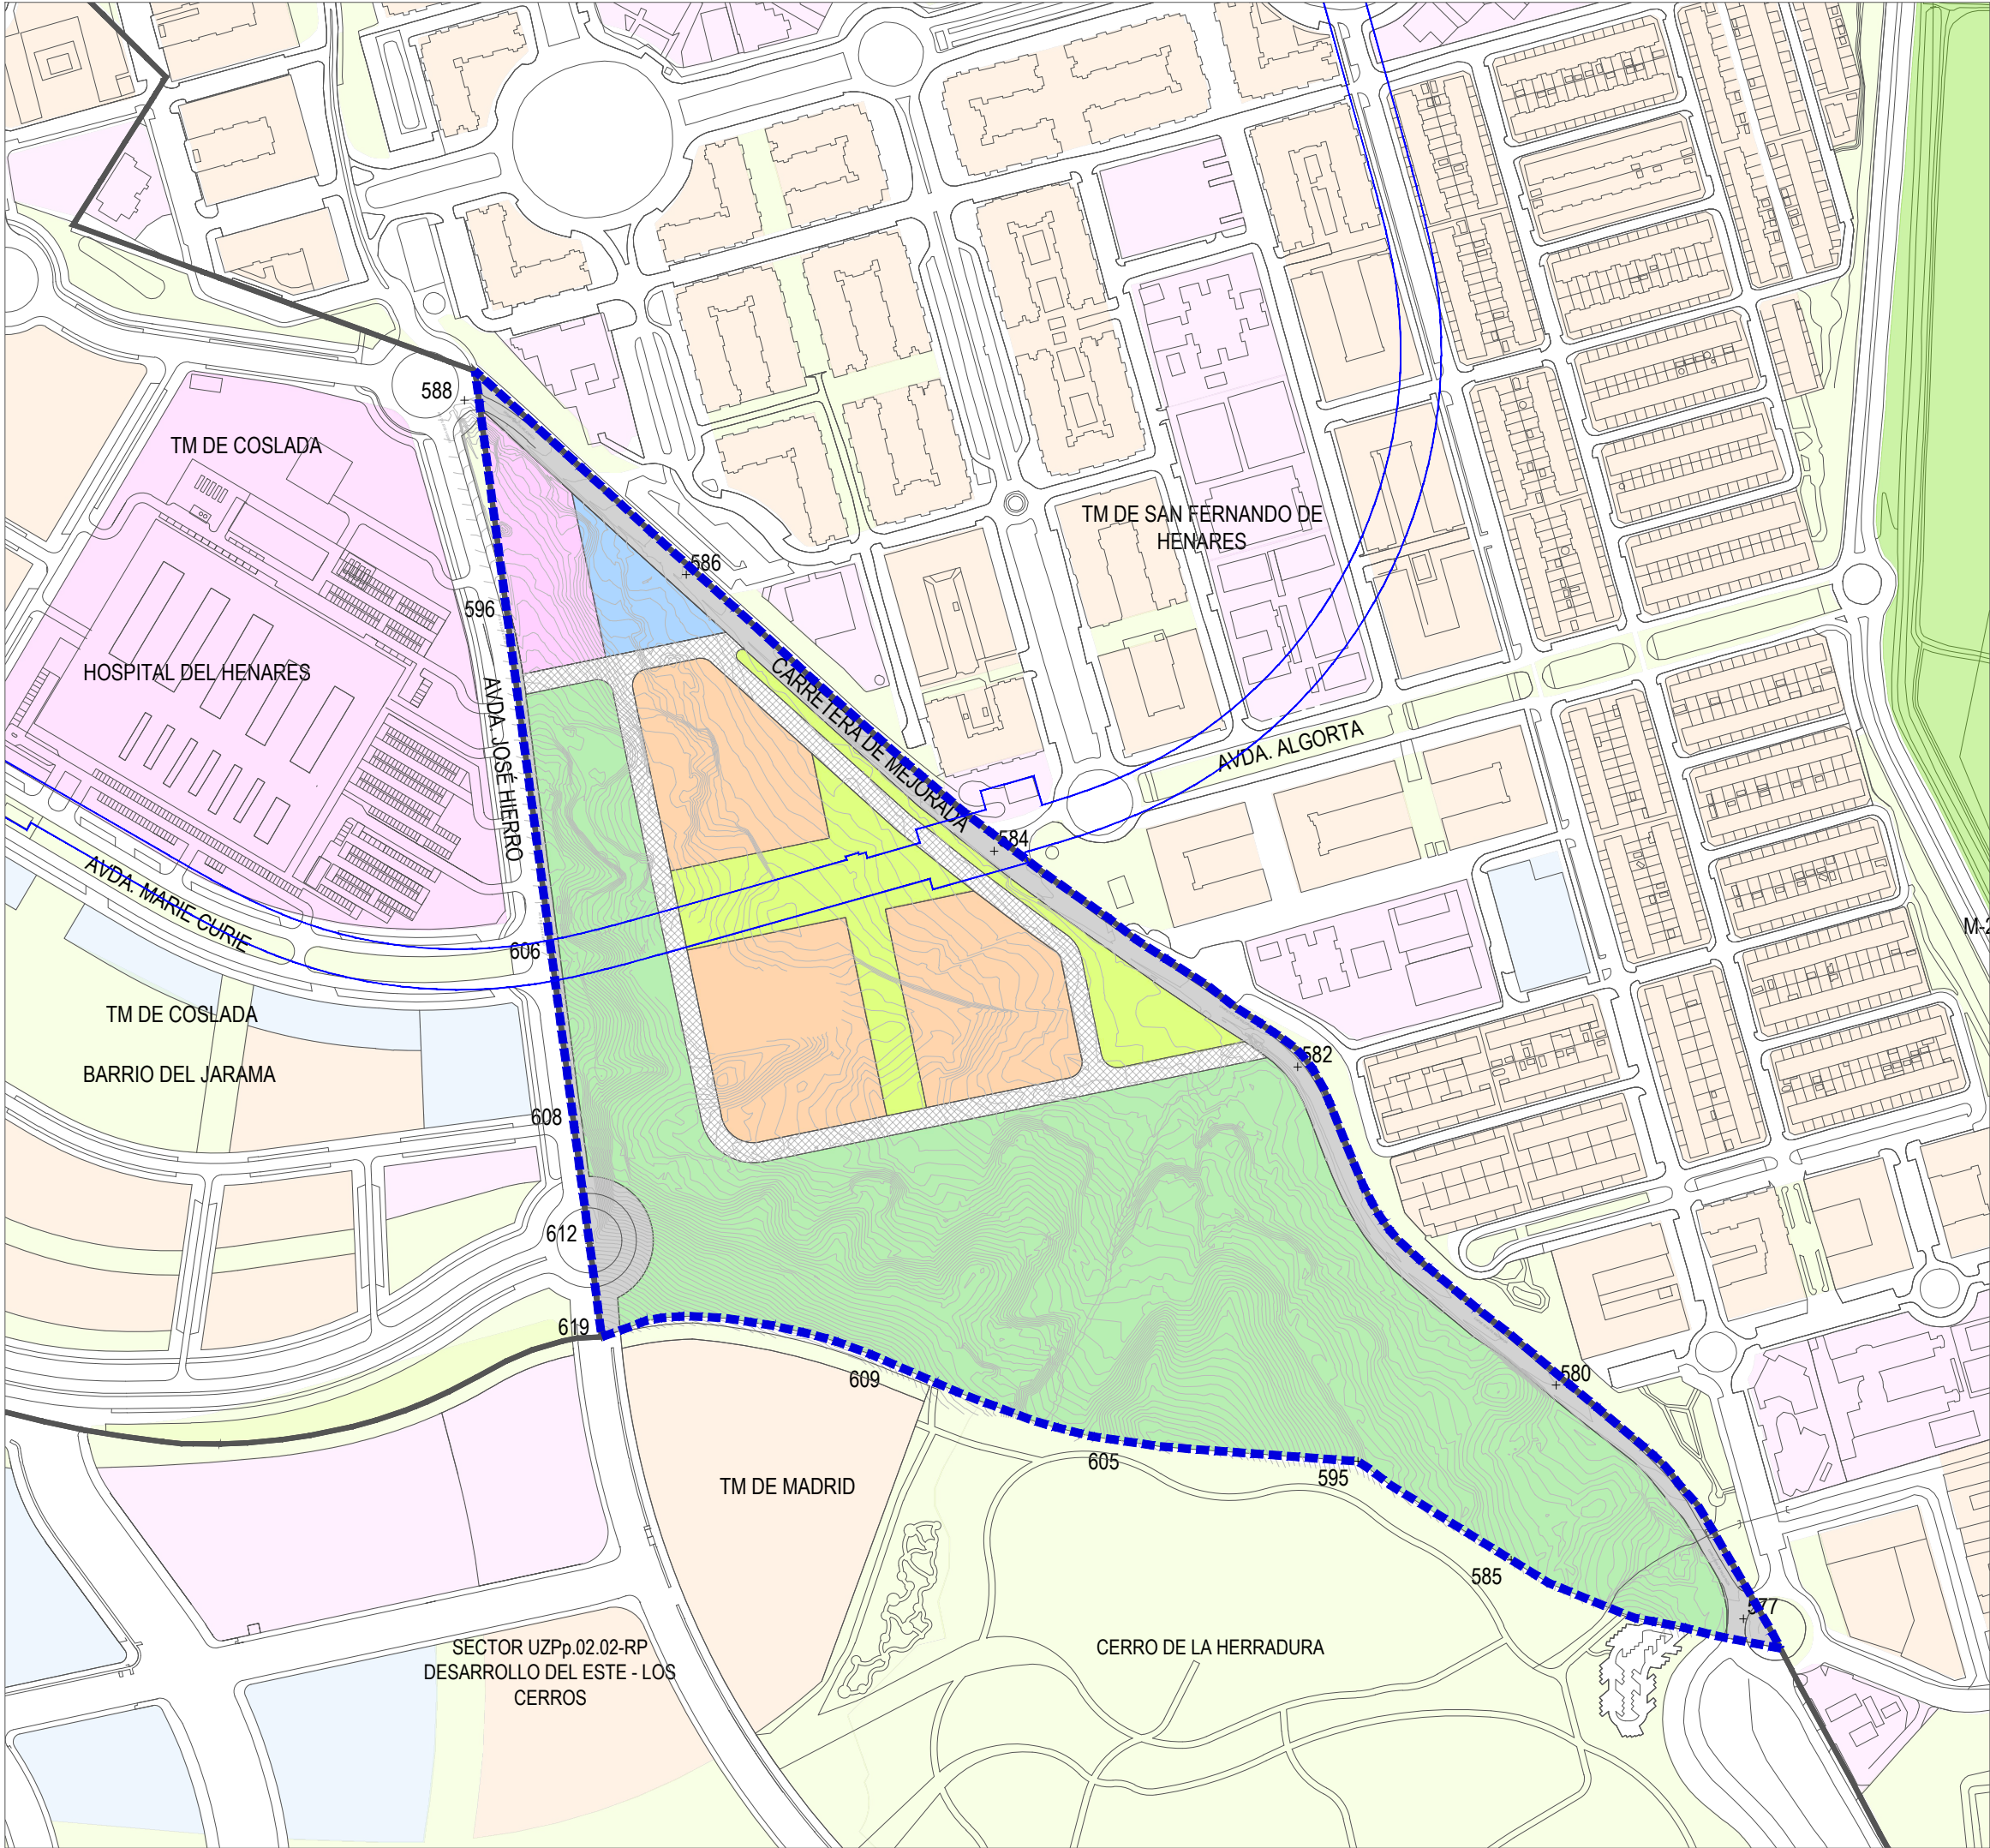 588
TM DE COSLADA
586
TM DE SAN FERNANDO DE
HENARES
596
HOSPITAL DEL HENARES
AVDA. JOSÉ HIERRO
CARRETERA DE MEJORADA
AVDA. ALGORTA
584
AVDA. MARIE CURIE
606
M-2
TM DE COSLADA
582
BARRIO DEL JARAMA
608
612
619
609
580
605
595
TM DE MADRID
585
577
SECTOR UZPp.02.02-RP
DESARROLLO DEL ESTE - LOS
CERROS
CERRO DE LA HERRADURA